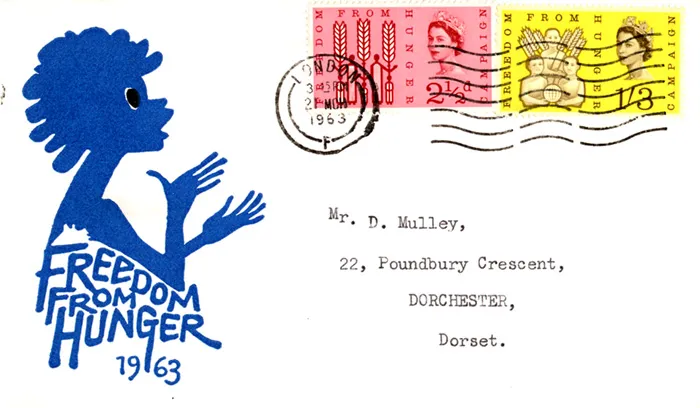 FREEDOM FROM HUNGER CAMPAIGN
2½d
FREEDOM FROM HUNGER CAMPAIGN
1/3
LONDON
1963
F
FREEDOM
FROM
HUNGER
1963
Mr. D. Mulley,
22, Poundbury Crescent,
DORCHESTER,
Dorset.